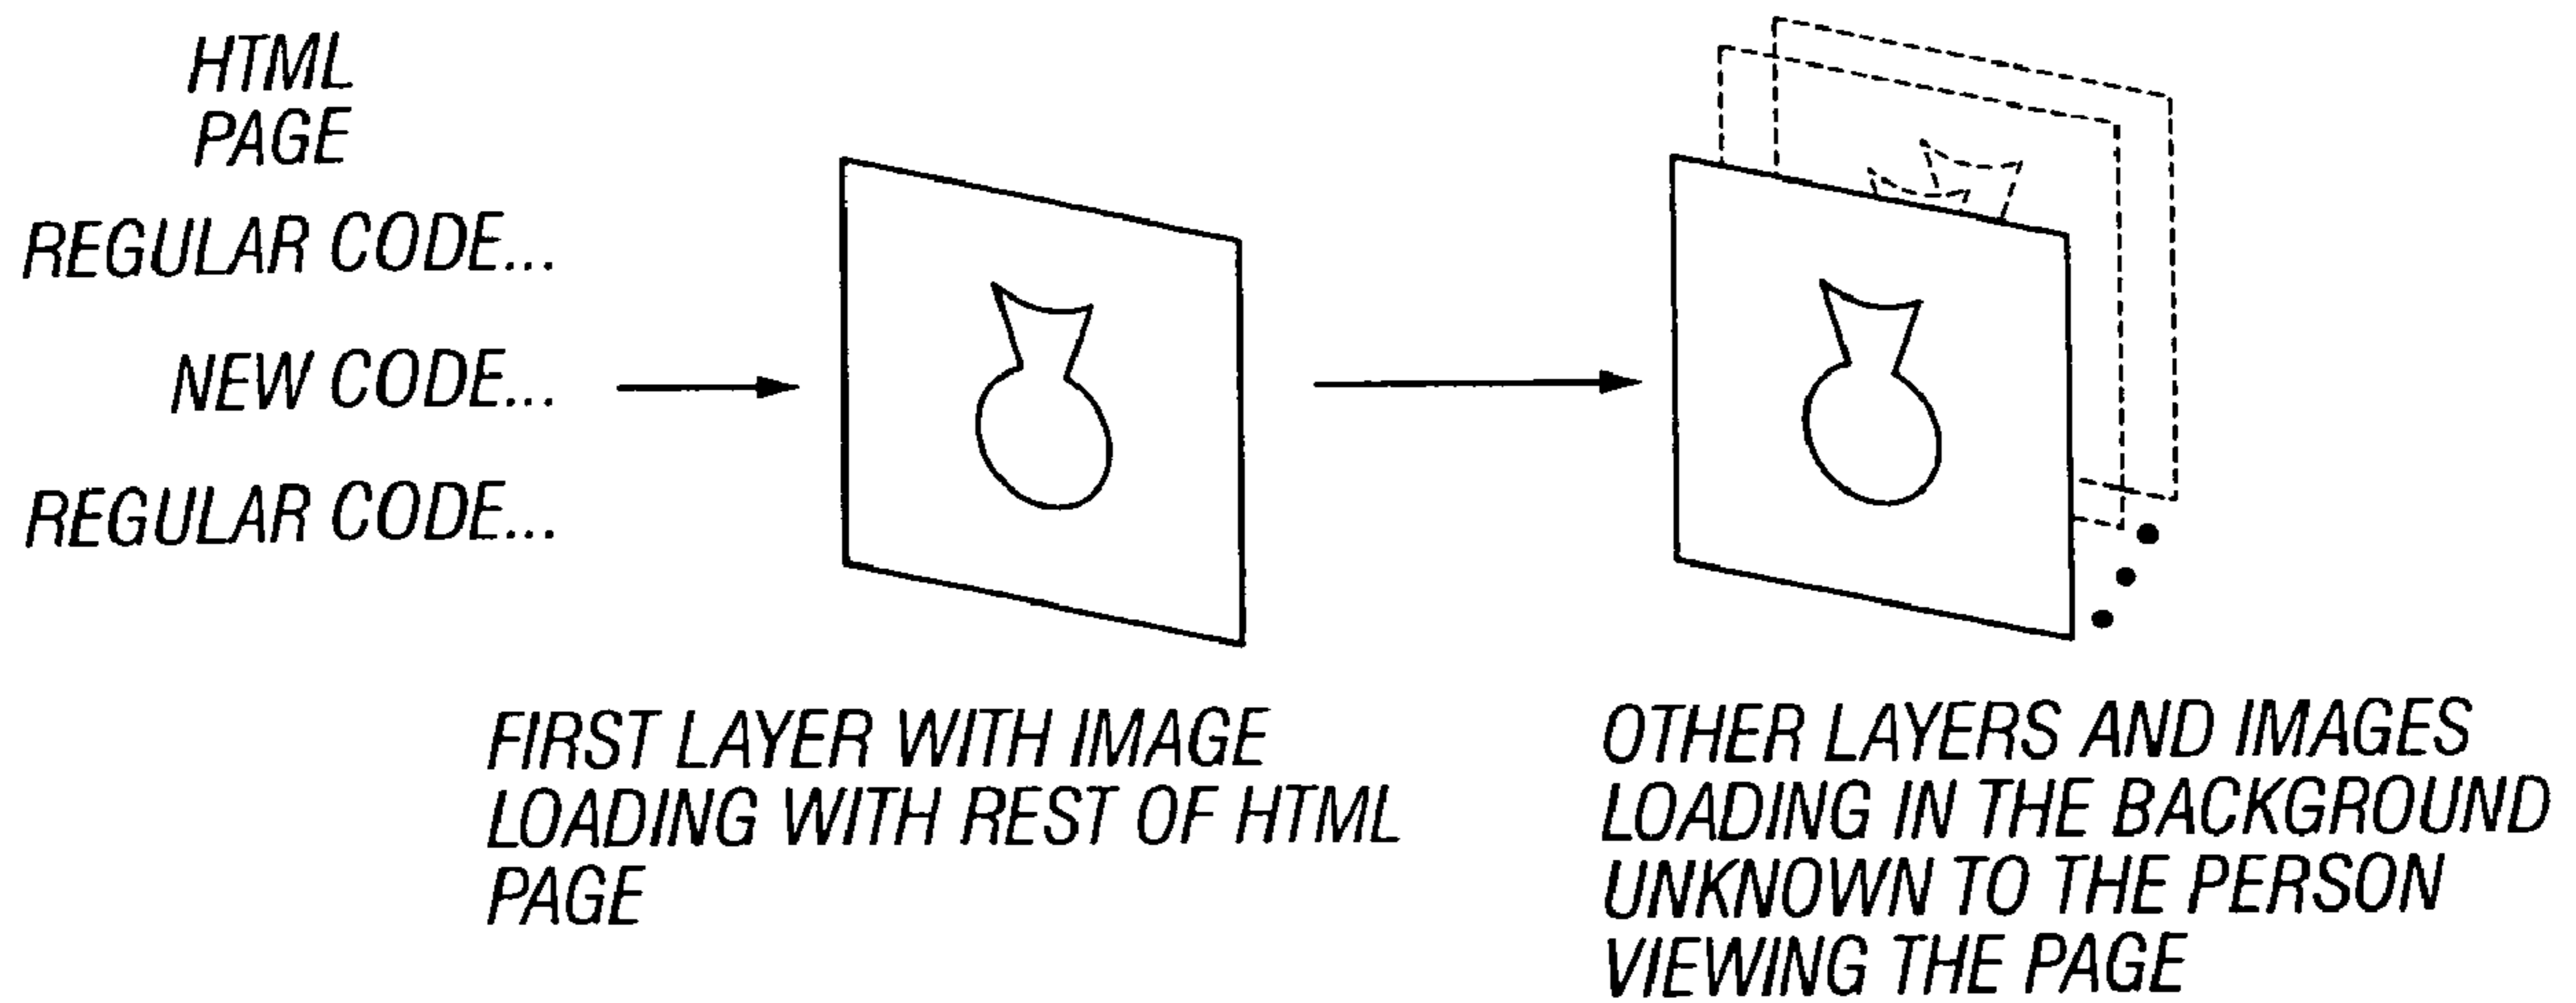 HTML
PAGE
REGULAR CODE...
NEW CODE...
REGULAR CODE...
FIRST LAYER WITH IMAGE
LOADING WITH REST OF HTML
PAGE
OTHER LAYERS AND IMAGES
LOADING IN THE BACKGROUND
UNKNOWN TO THE PERSON
VIEWING THE PAGE